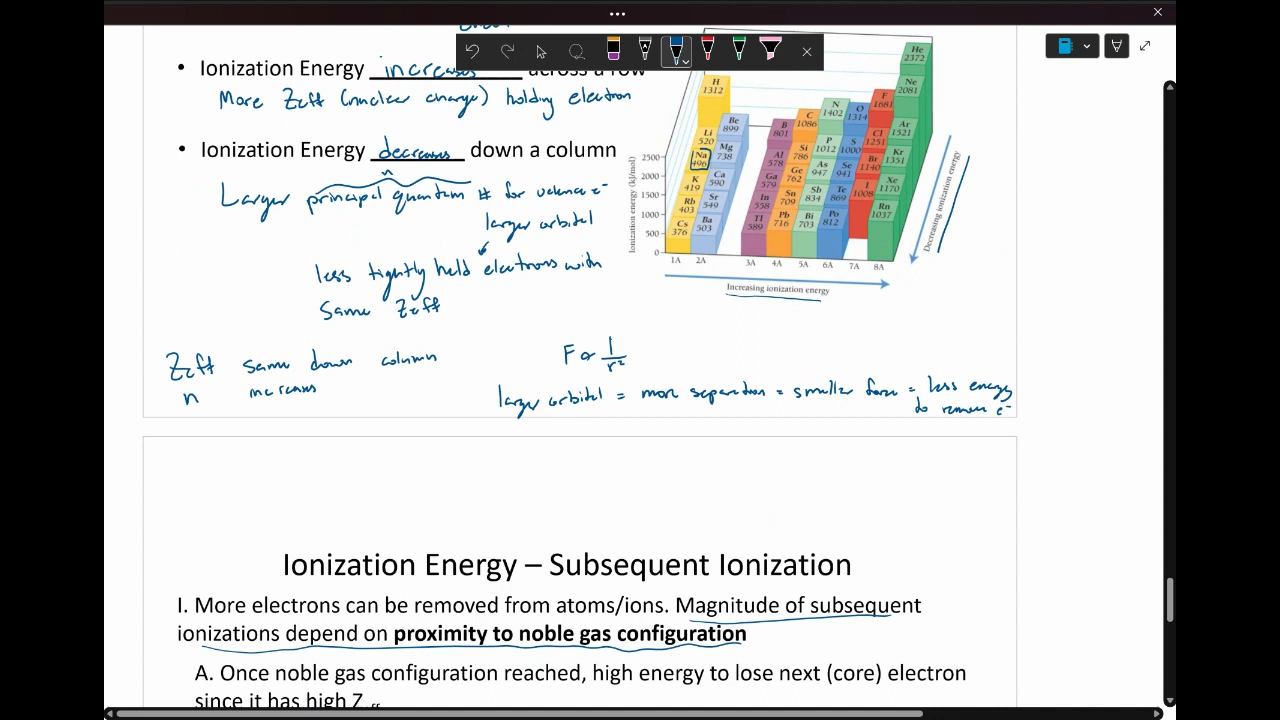 • Ionization Energy increases across a row
More Zeff (nuclear charge) holding electron
• Ionization Energy decreases down a column
n
Larger principal quantum # for valence e-
larger orbital
less tightly held electrons with
same Zeff
Zeff same down column
n increases
F α 1/r²
larger orbital = more separation = smaller force = less energy
to remove e-
Ionization energy (kJ/mol)
2500
2000
1500
1000
500
0
H 1312
He 2372
Li 520
Be 899
B 801
C 1086
N 1402
O 1314
F 1681
Ne 2081
Na 496
Mg 738
Al 578
Si 786
P 1012
S 1000
Cl 1251
Ar 1521
K 419
Ca 590
Ga 579
Ge 762
As 947
Se 941
Br 1140
Kr 1351
Rb 403
Sr 549
In 558
Sn 709
Sb 834
Te 869
I 1008
Xe 1170
Cs 376
Ba 503
Tl 589
Pb 716
Bi 703
Po 812
Rn 1037
1A 2A 3A 4A 5A 6A 7A 8A
Increasing ionization energy
Decreasing ionization energy
Ionization Energy – Subsequent Ionization
I. More electrons can be removed from atoms/ions. Magnitude of subsequent
ionizations depend on proximity to noble gas configuration
A. Once noble gas configuration reached, high energy to lose next (core) electron
since it has high Zeff